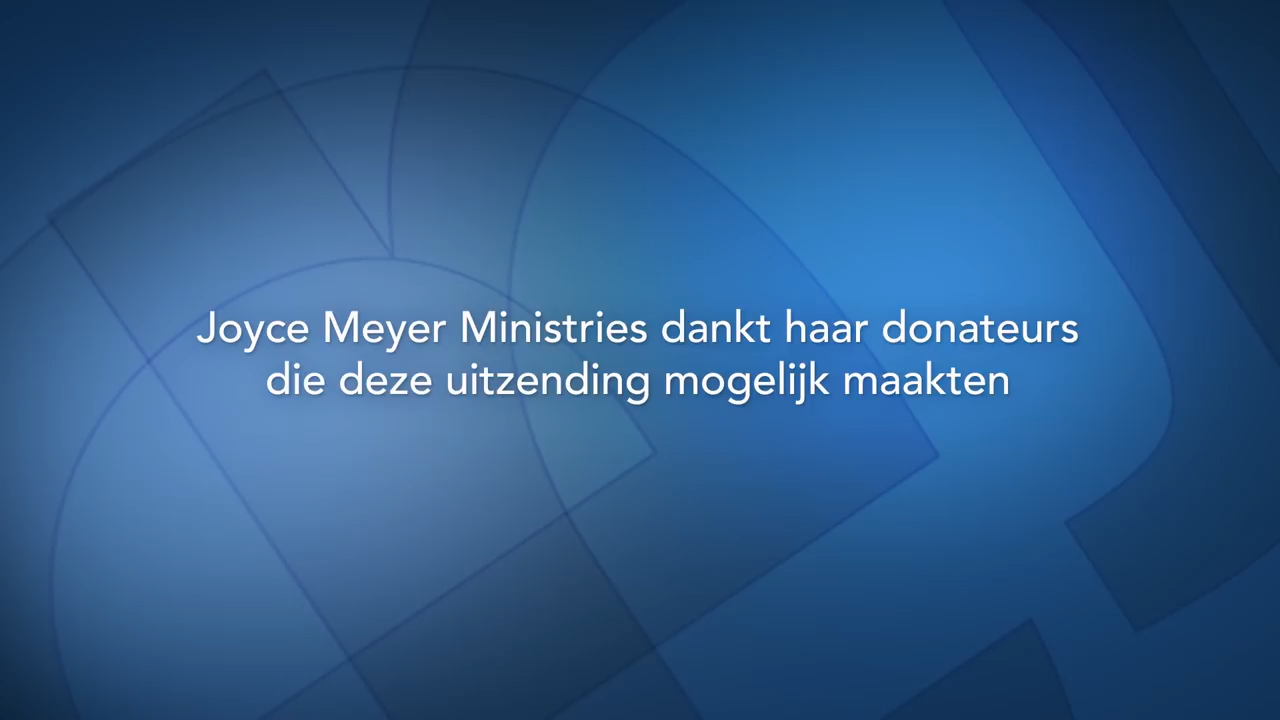 Joyce Meyer Ministries dankt haar donateurs
die deze uitzending mogelijk maakten